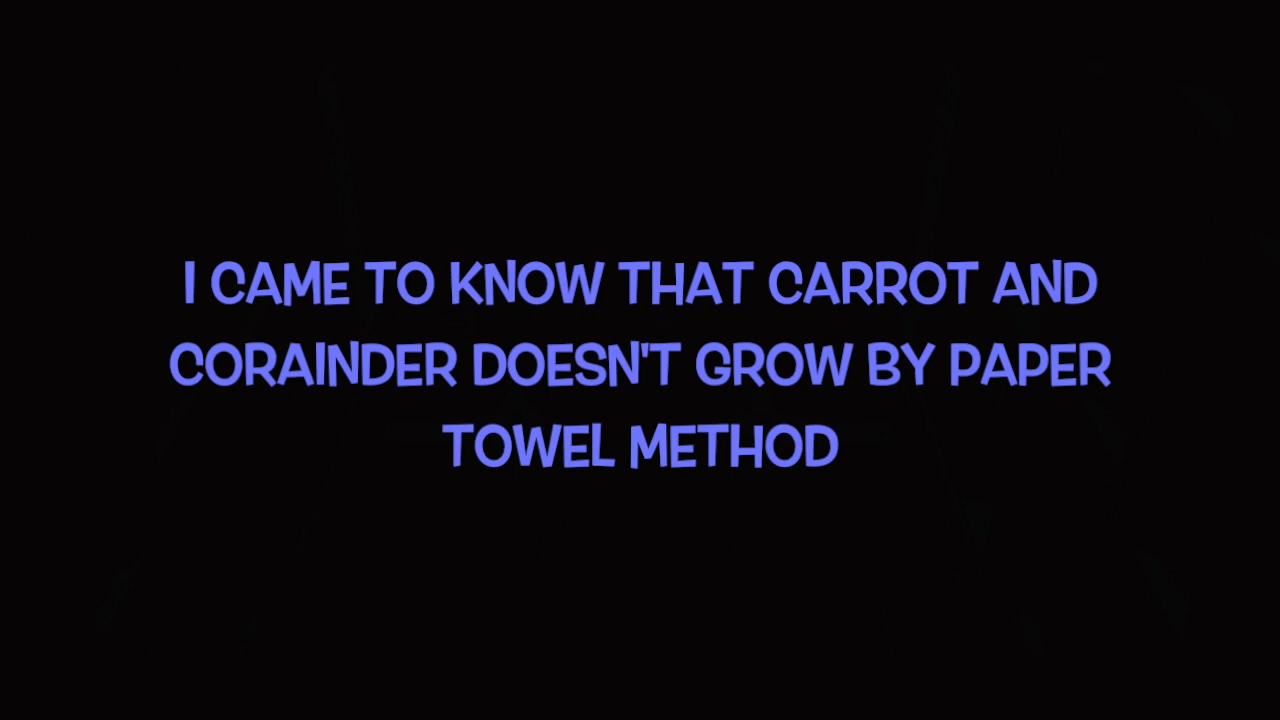 I CAME TO KNOW THAT CARROT AND
CORAINDER DOESN'T GROW BY PAPER
TOWEL METHOD